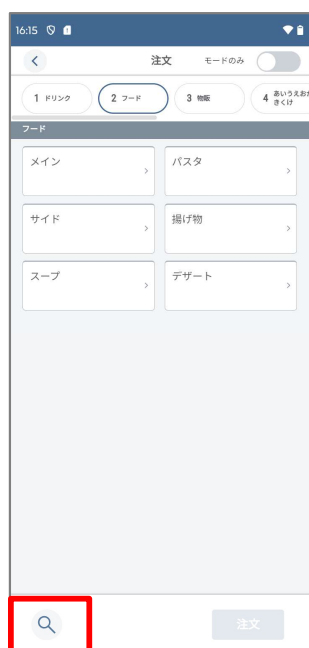 16:15
注文 モードのみ
1 ドリンク 2 フード 3 物販 4 あいうえおか
きくけ
フード
メイン パスタ
サイド 揚げ物
スープ デザート
注文